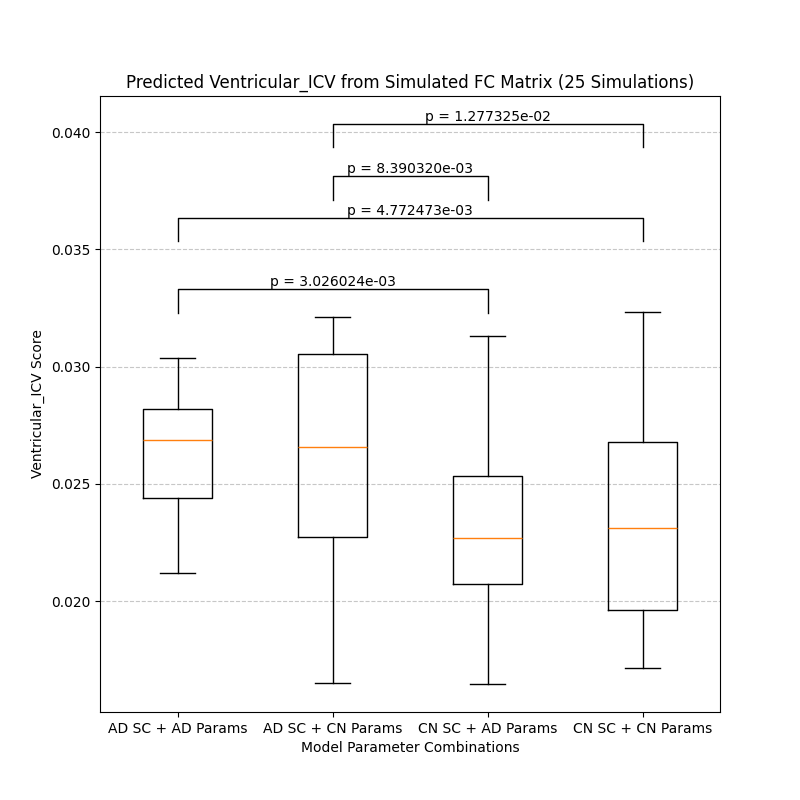 Predicted Ventricular_ICV from Simulated FC Matrix (25 Simulations)
p = 1.277325e-02
p = 8.390320e-03
p = 4.772473e-03
p = 3.026024e-03
0.040
0.035
0.030
0.025
0.020
Ventricular_ICV Score
AD SC + AD Params
AD SC + CN Params
CN SC + AD Params
CN SC + CN Params
Model Parameter Combinations